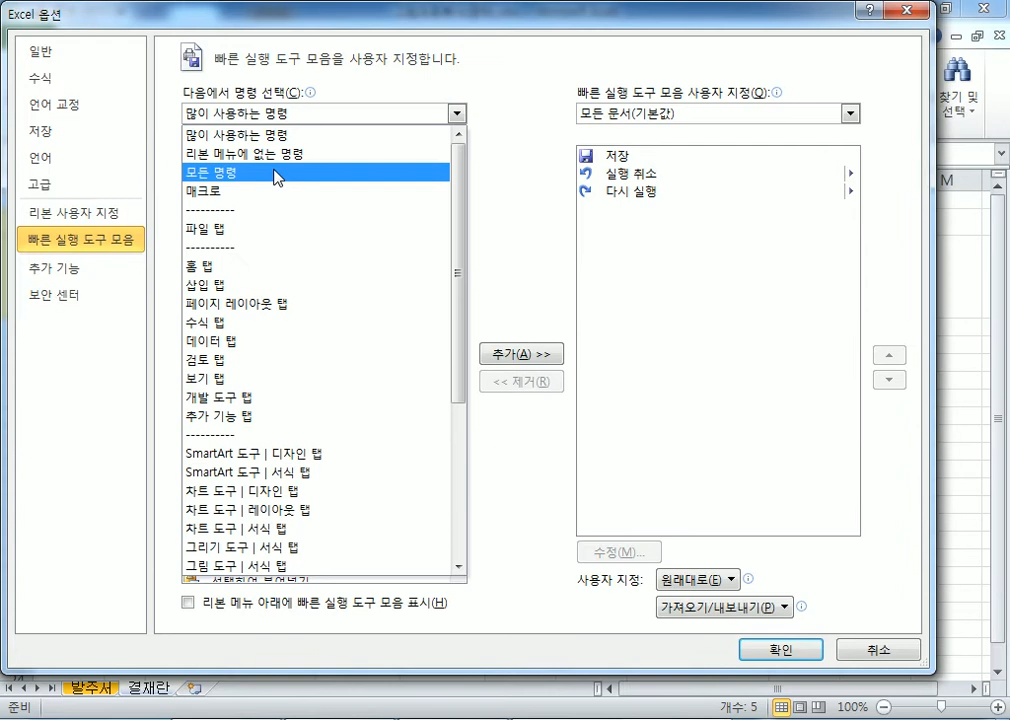 Excel 옵션
일반
수식
언어 교정
저장
언어
고급
리본 사용자 지정
빠른 실행 도구 모음
추가 기능
보안 센터
빠른 실행 도구 모음을 사용자 지정합니다.
다음에서 명령 선택(C):
많이 사용하는 명령
많이 사용하는 명령
리본 메뉴에 없는 명령
모든 명령
매크로
----------
파일 탭
----------
홈 탭
삽입 탭
페이지 레이아웃 탭
수식 탭
데이터 탭
검토 탭
보기 탭
개발 도구 탭
추가 기능 탭
----------
SmartArt 도구 | 디자인 탭
SmartArt 도구 | 서식 탭
차트 도구 | 디자인 탭
차트 도구 | 레이아웃 탭
차트 도구 | 서식 탭
그리기 도구 | 서식 탭
그림 도구 | 서식 탭
리본 메뉴 아래에 빠른 실행 도구 모음 표시(H)
추가(A) >>
<< 제거(R)
빠른 실행 도구 모음 사용자 지정(Q):
모든 문서(기본값)
저장
실행 취소
다시 실행
수정(M)...
사용자 지정:
원래대로(E)
가져오기/내보내기(P)
확인
취소
찾기 및
선택
M
발주서
결재란
준비
개수: 5
100%